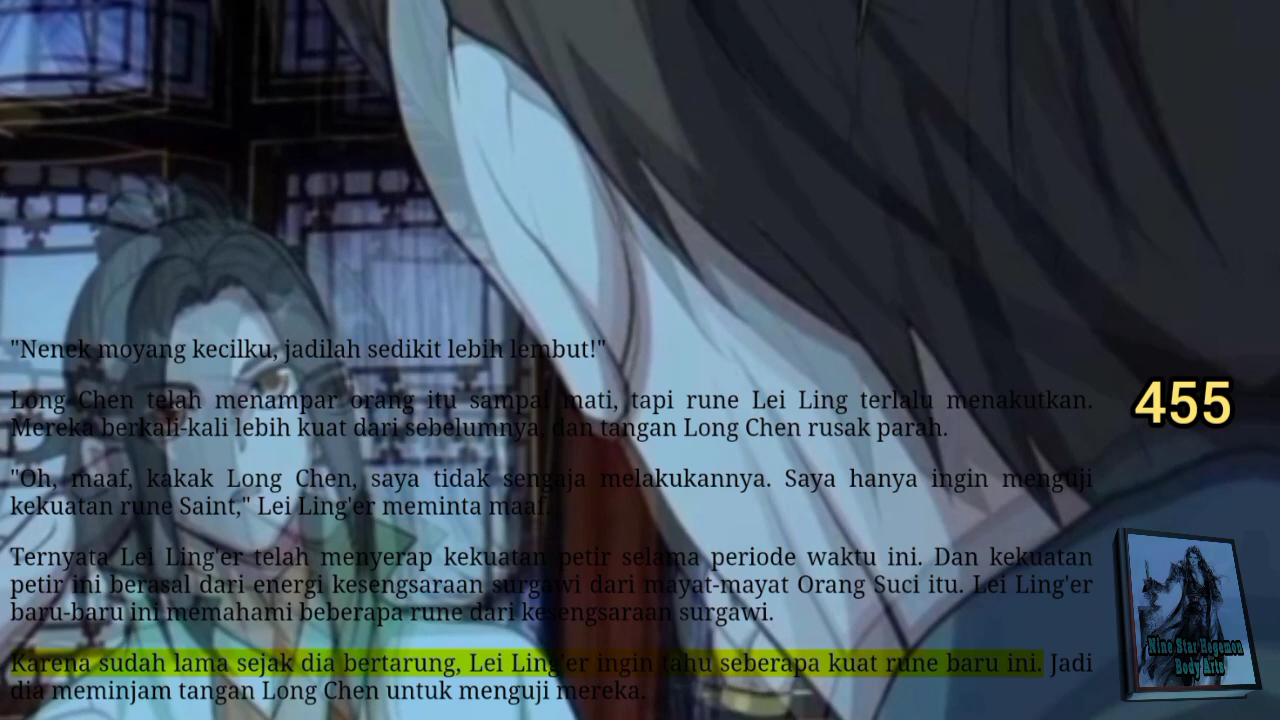 "Nenek moyang kecilku, jadilah sedikit lebih lembut!"
Long Chen telah menampar orang itu sampai mati, tapi rune Lei Ling terlalu menakutkan.
Mereka berkali-kali lebih kuat dari sebelumnya, dan tangan Long Chen rusak parah.
"Oh, maaf, kakak Long Chen, saya tidak sengaja melakukannya. Saya hanya ingin menguji
kekuatan rune Saint," Lei Ling'er meminta maaf.
Ternyata Lei Ling'er telah menyerap kekuatan petir selama periode waktu ini. Dan kekuatan
petir ini berasal dari energi kesengsaraan surgawi dari mayat-mayat Orang Suci itu. Lei Ling'er
baru-baru ini memahami beberapa rune dari kesengsaraan surgawi.
Karena sudah lama sejak dia bertarung, Lei Ling'er ingin tahu seberapa kuat rune baru ini. Jadi
dia meminjam tangan Long Chen untuk menguji mereka.
455
Nine Star Hegemon
Body Arts